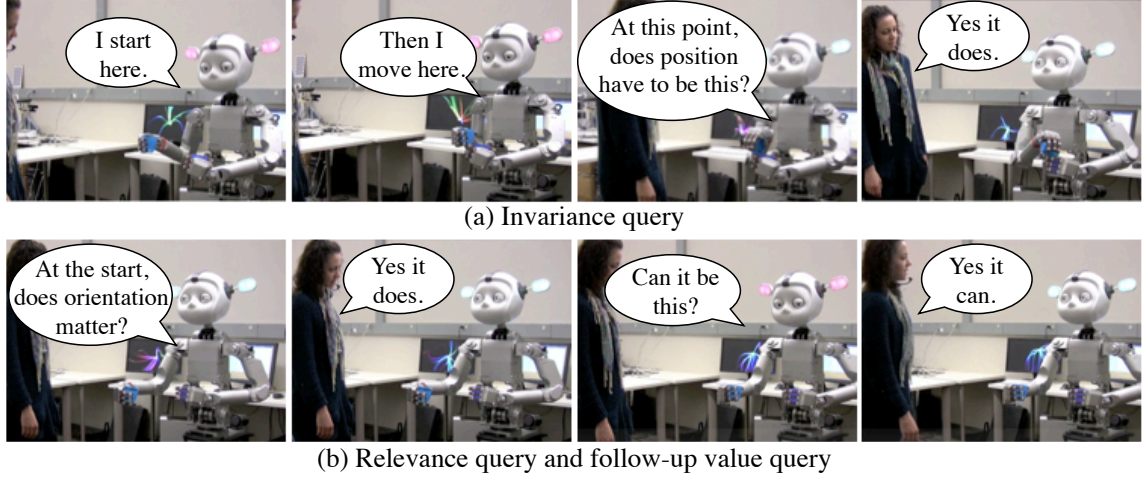 I start
here.
Then I
move here.
At this point,
does position
have to be this?
Yes it
does.
(a) Invariance query
At the start,
does orientation
matter?
Yes it
does.
Can it be
this?
Yes it
can.
(b) Relevance query and follow-up value query